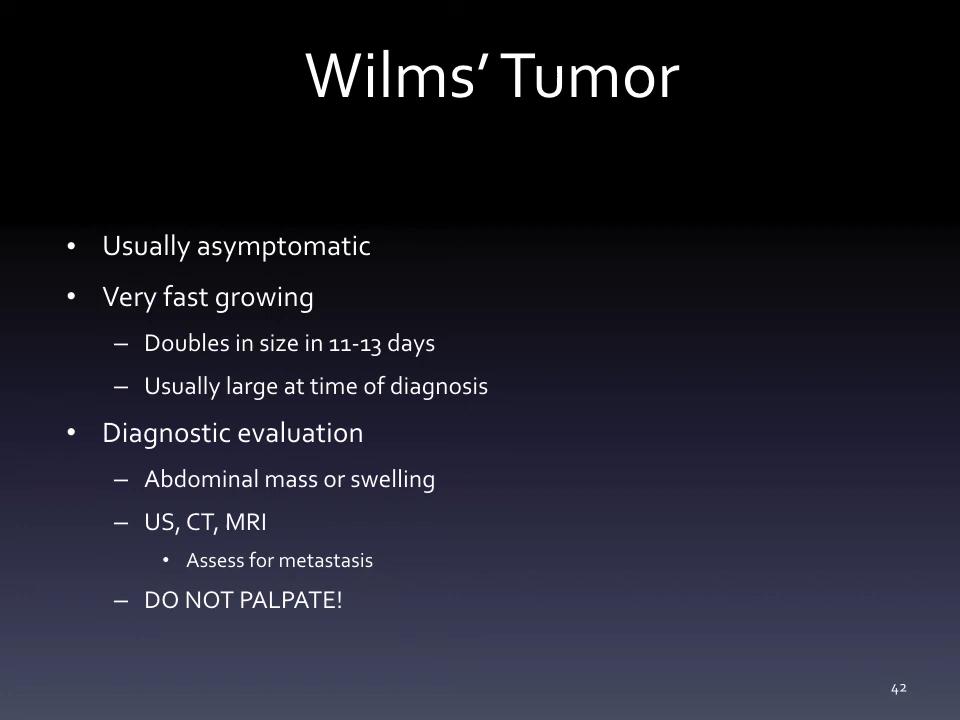 Wilms’ Tumor
• Usually asymptomatic
• Very fast growing
– Doubles in size in 11-13 days
– Usually large at time of diagnosis
• Diagnostic evaluation
– Abdominal mass or swelling
– US, CT, MRI
• Assess for metastasis
– DO NOT PALPATE!
42